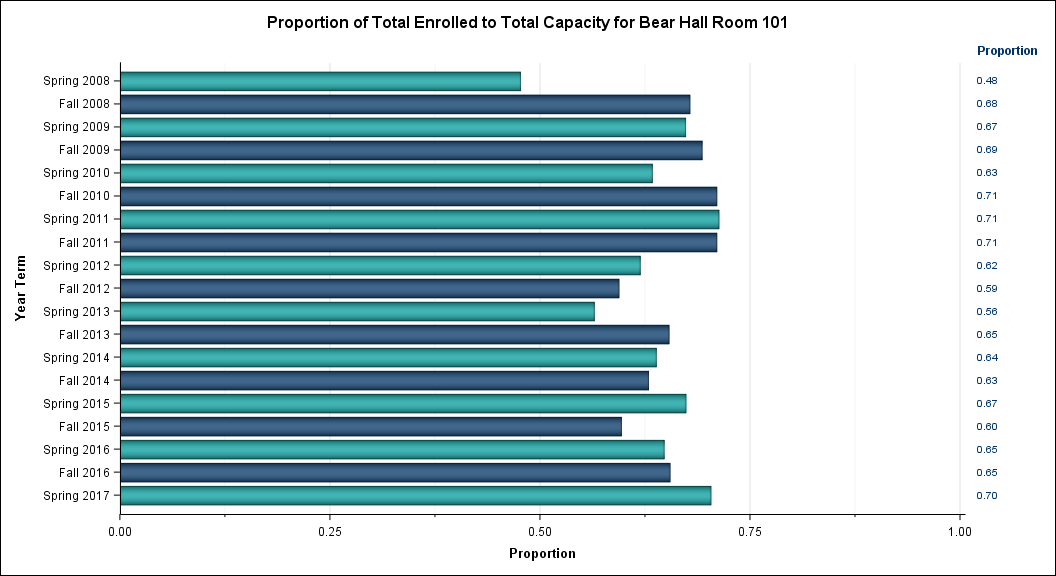 Proportion of Total Enrolled to Total Capacity for Bear Hall Room 101
Proportion
Spring 2008 0.48
Fall 2008 0.68
Spring 2009 0.67
Fall 2009 0.69
Spring 2010 0.63
Fall 2010 0.71
Spring 2011 0.71
Fall 2011 0.71
Spring 2012 0.62
Fall 2012 0.59
Spring 2013 0.56
Fall 2013 0.65
Spring 2014 0.64
Fall 2014 0.63
Spring 2015 0.67
Fall 2015 0.60
Spring 2016 0.65
Fall 2016 0.65
Spring 2017 0.70
Year Term
0.00 0.25 0.50 0.75 1.00
Proportion